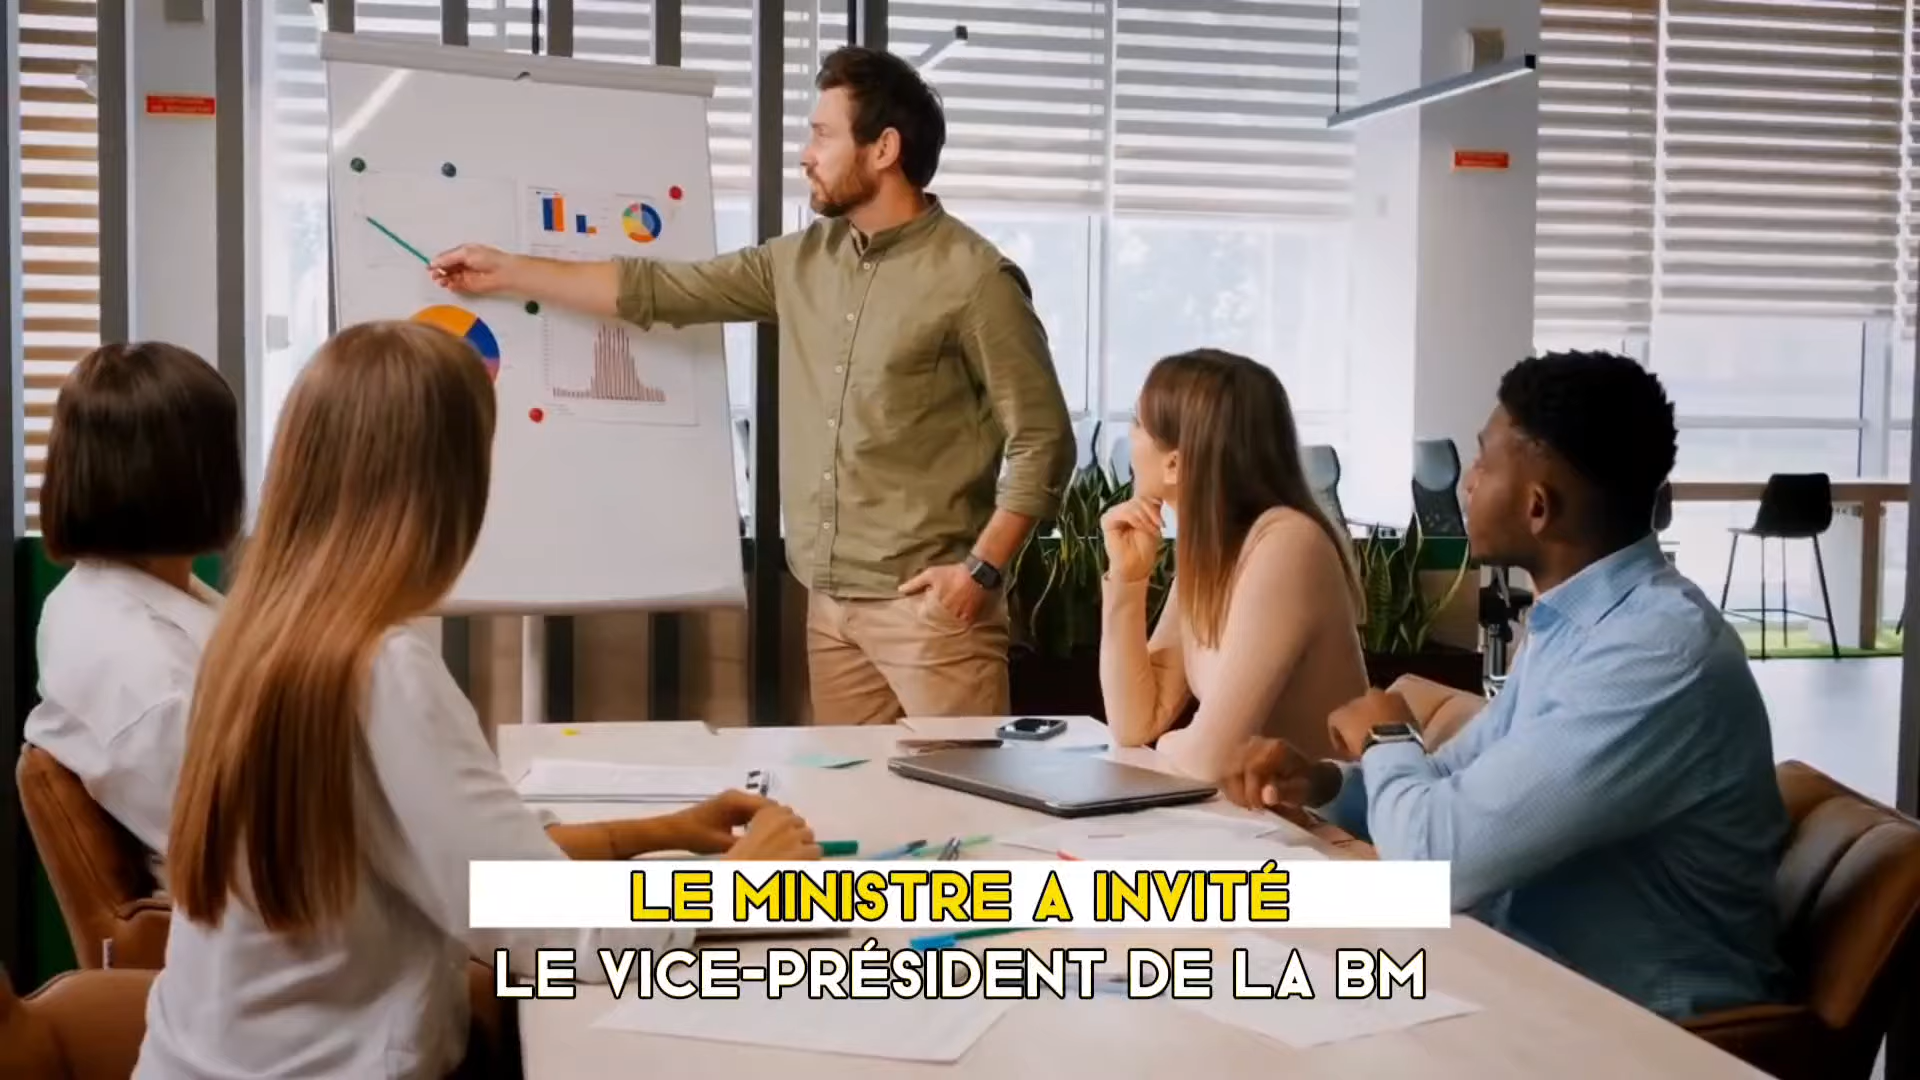 LE MINISTRE A INVITÉ
LE VICE-PRÉSIDENT DE LA BM